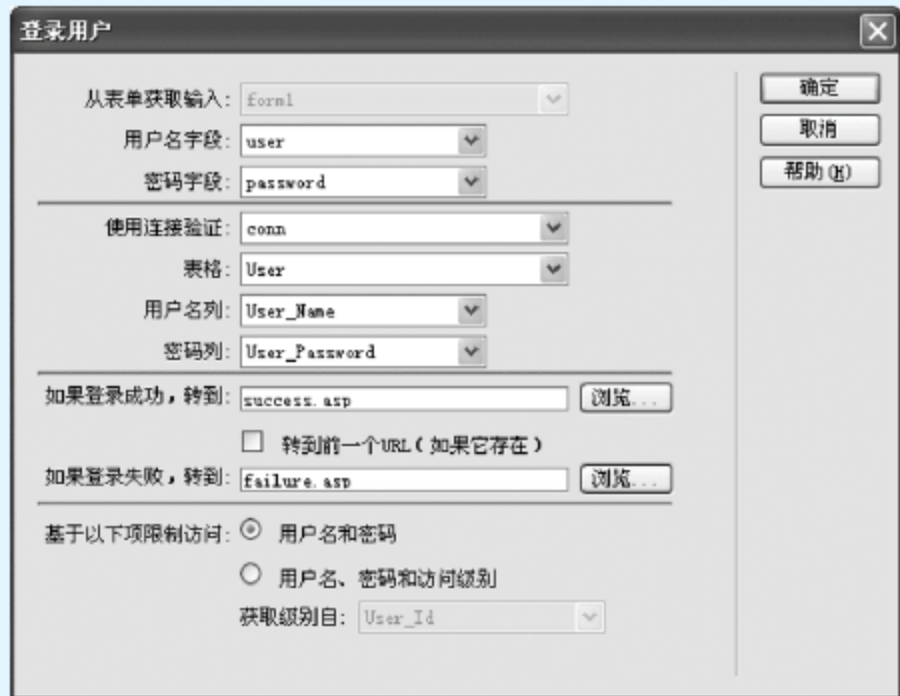 登录用户
从表单获取输入: form1
确定
用户名字段: user
取消
密码字段: password
帮助(H)
使用连接验证: conn
表格: User
用户名列: User_Name
密码列: User_Password
如果登录成功，转到: success.asp 浏览...
转到前一个URL(如果它存在)
如果登录失败，转到: failure.asp 浏览...
基于以下项限制访问: 用户名和密码
用户名、密码和访问级别
获取级别自: User_Id